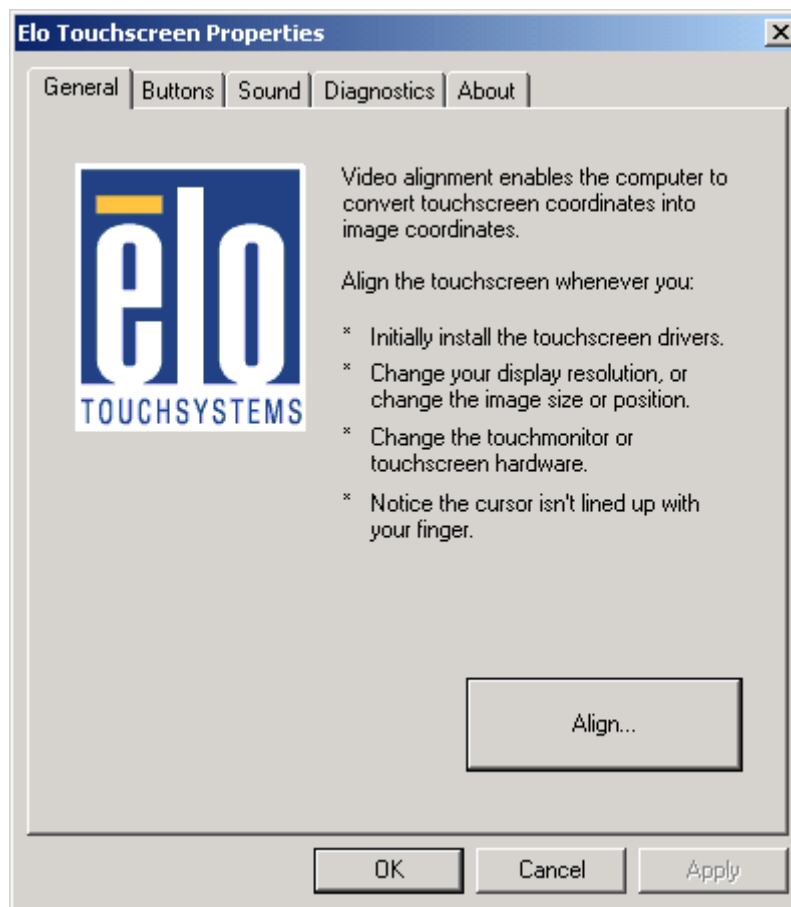 Elo Touchscreen Properties
General Buttons Sound Diagnostics About
Video alignment enables the computer to
convert touchscreen coordinates into
image coordinates.
Align the touchscreen whenever you:
* Initially install the touchscreen drivers.
* Change your display resolution, or
change the image size or position.
* Change the touchmonitor or
touchscreen hardware.
* Notice the cursor isn't lined up with
your finger.
ēlo
TOUCHSYSTEMS
Align...
OK Cancel Apply